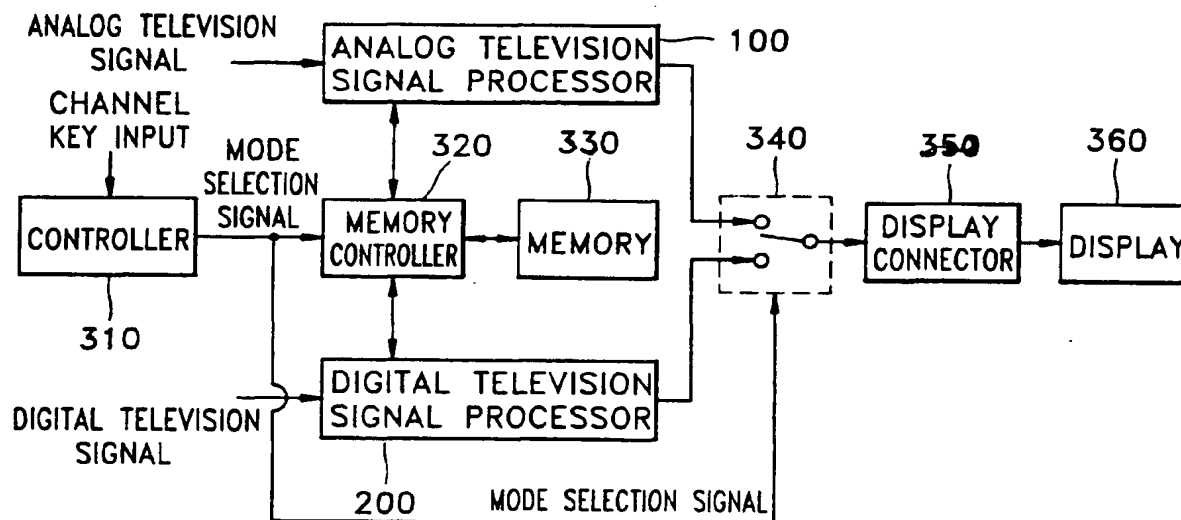 ANALOG TELEVISION
SIGNAL
ANALOG TELEVISION
SIGNAL PROCESSOR
100
CHANNEL
KEY INPUT
MODE
SELECTION
SIGNAL
320
330
340
350
360
CONTROLLER
MEMORY
CONTROLLER
MEMORY
DISPLAY
CONNECTOR
DISPLAY
310
DIGITAL TELEVISION
SIGNAL
DIGITAL TELEVISION
SIGNAL PROCESSOR
200
MODE SELECTION SIGNAL